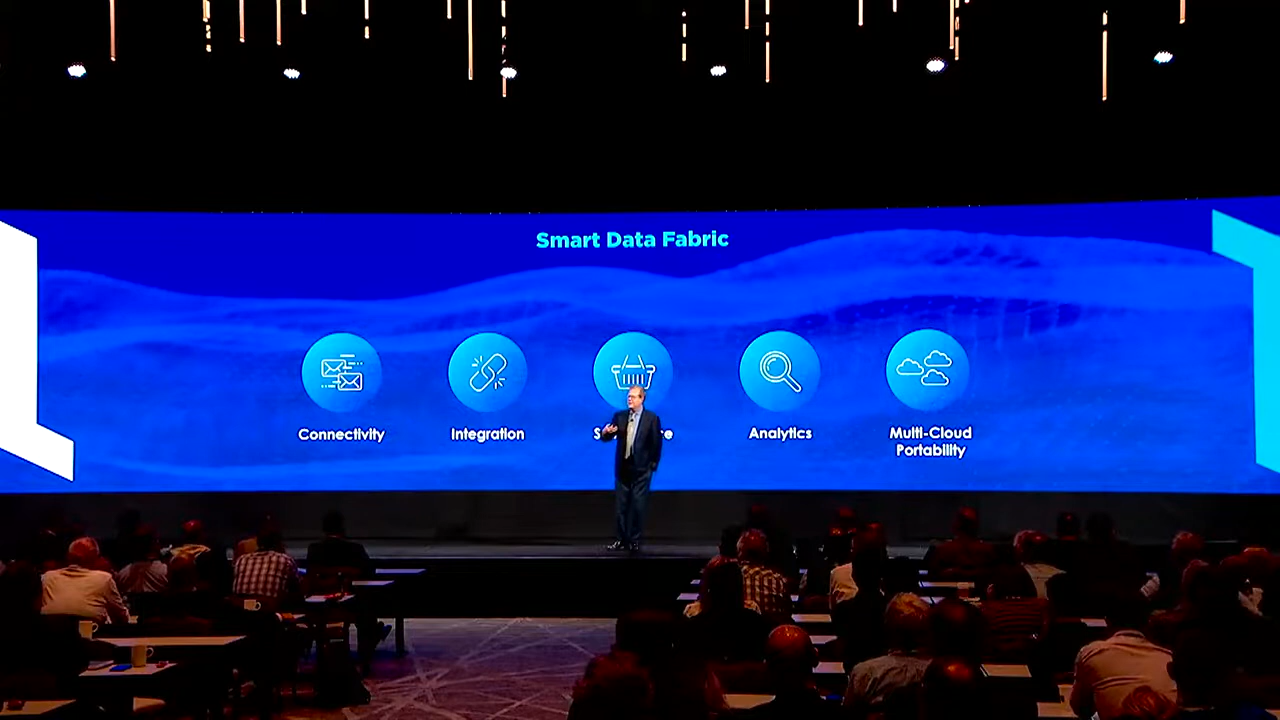 Smart Data Fabric
Connectivity
Integration
Analytics
Multi-Cloud
Portability